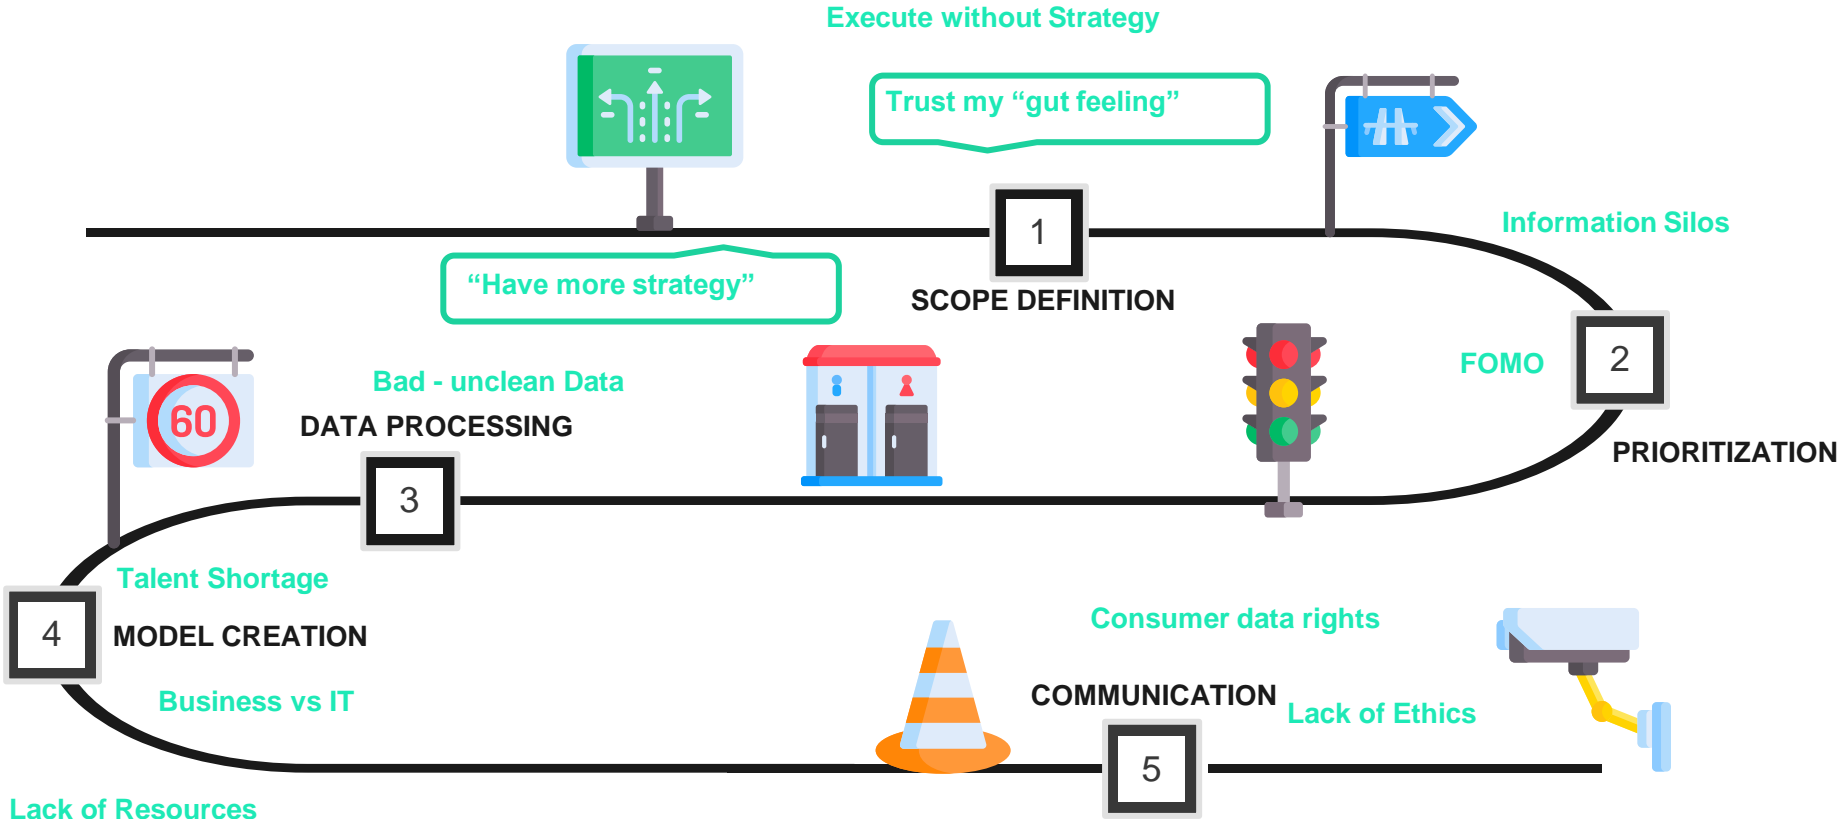 Execute without Strategy
Trust my “gut feeling”
1
Information Silos
“Have more strategy”
SCOPE DEFINITION
2
FOMO
Bad - unclean Data
60
DATA PROCESSING
PRIORITIZATION
3
Talent Shortage
4
MODEL CREATION
Consumer data rights
Business vs IT
COMMUNICATION
Lack of Ethics
5
Lack of Resources